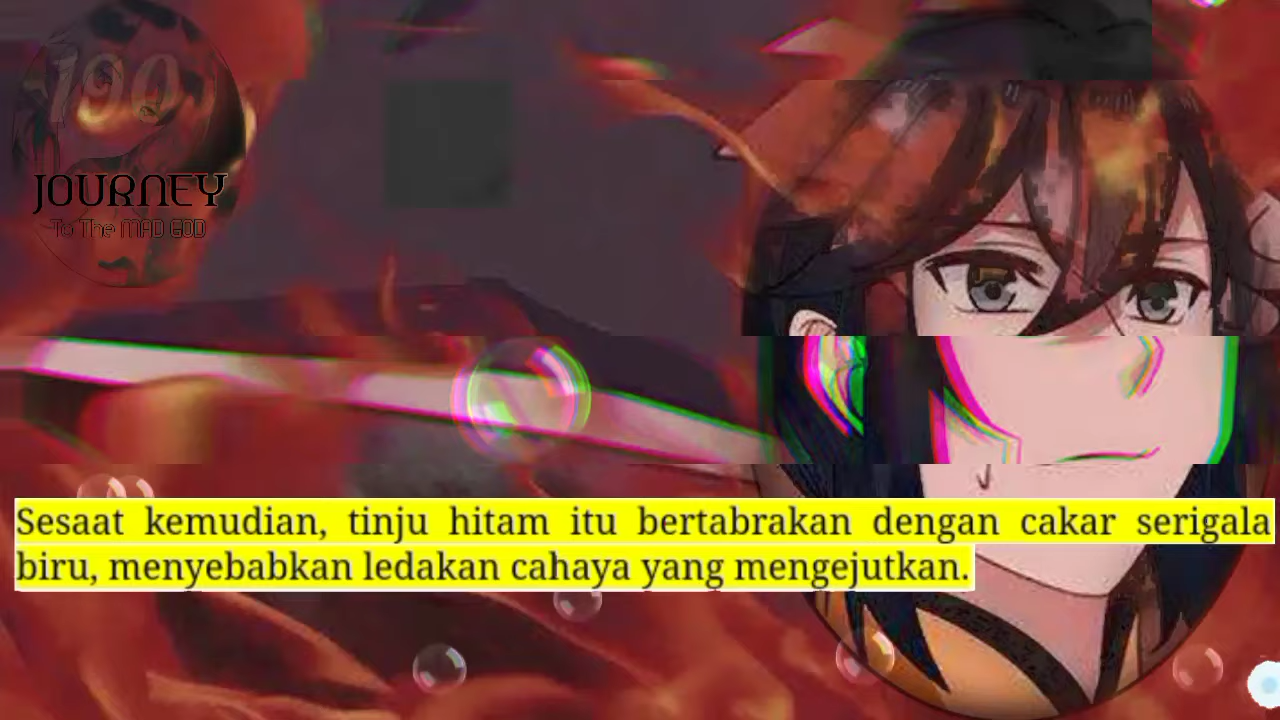 100
JOURNEY
To The MAD GOD
Sesaat kemudian, tinju hitam itu bertabrakan dengan cakar serigala
biru, menyebabkan ledakan cahaya yang mengejutkan.